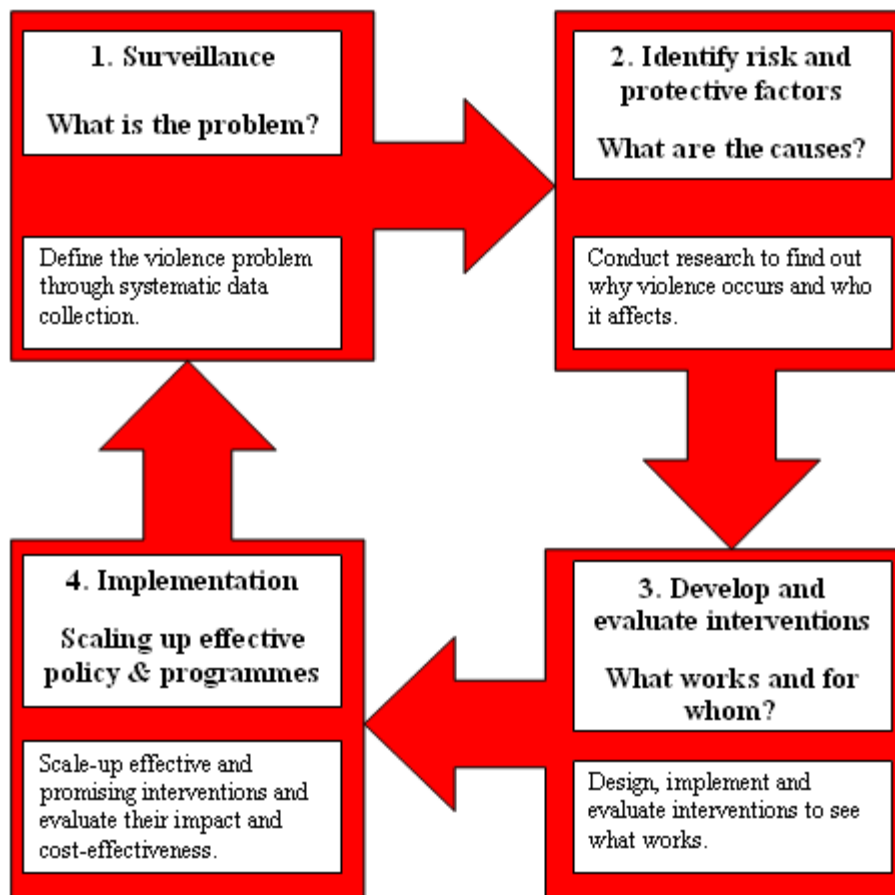 1. Surveillance
What is the problem?
Define the violence problem
through systematic data
collection.
2. Identify risk and
protective factors
What are the causes?
Conduct research to find out
why violence occurs and who
it affects.
3. Develop and
evaluate interventions
What works and for
whom?
Design, implement and
evaluate interventions to see
what works.
4. Implementation
Scaling up effective
policy & programmes
Scale-up effective and
promising interventions and
evaluate their impact and
cost-effectiveness.